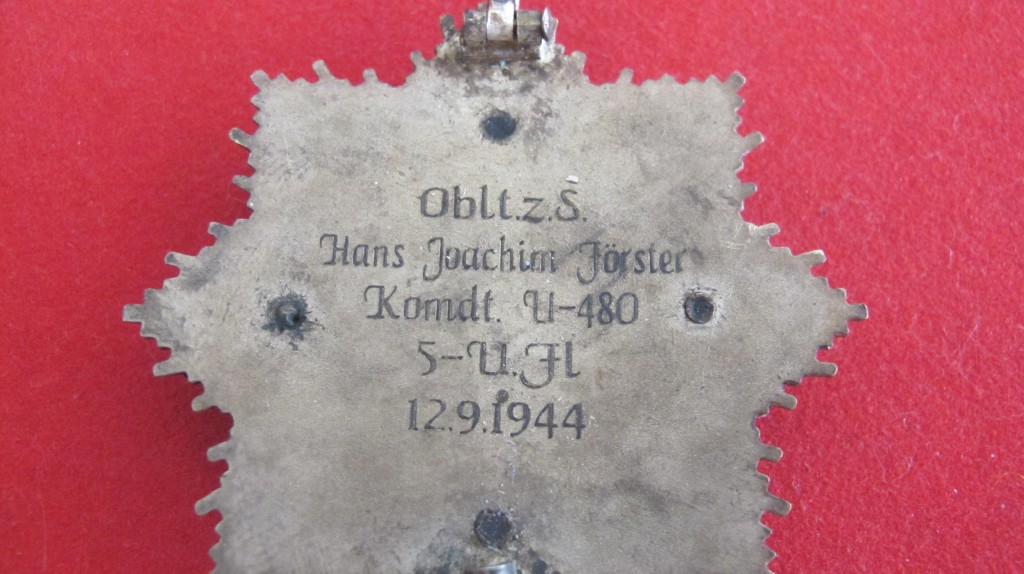 Oblt.z.S.
Hans Joachim Förster
Komdt. U-480
5-U.Fl
12.9.1944